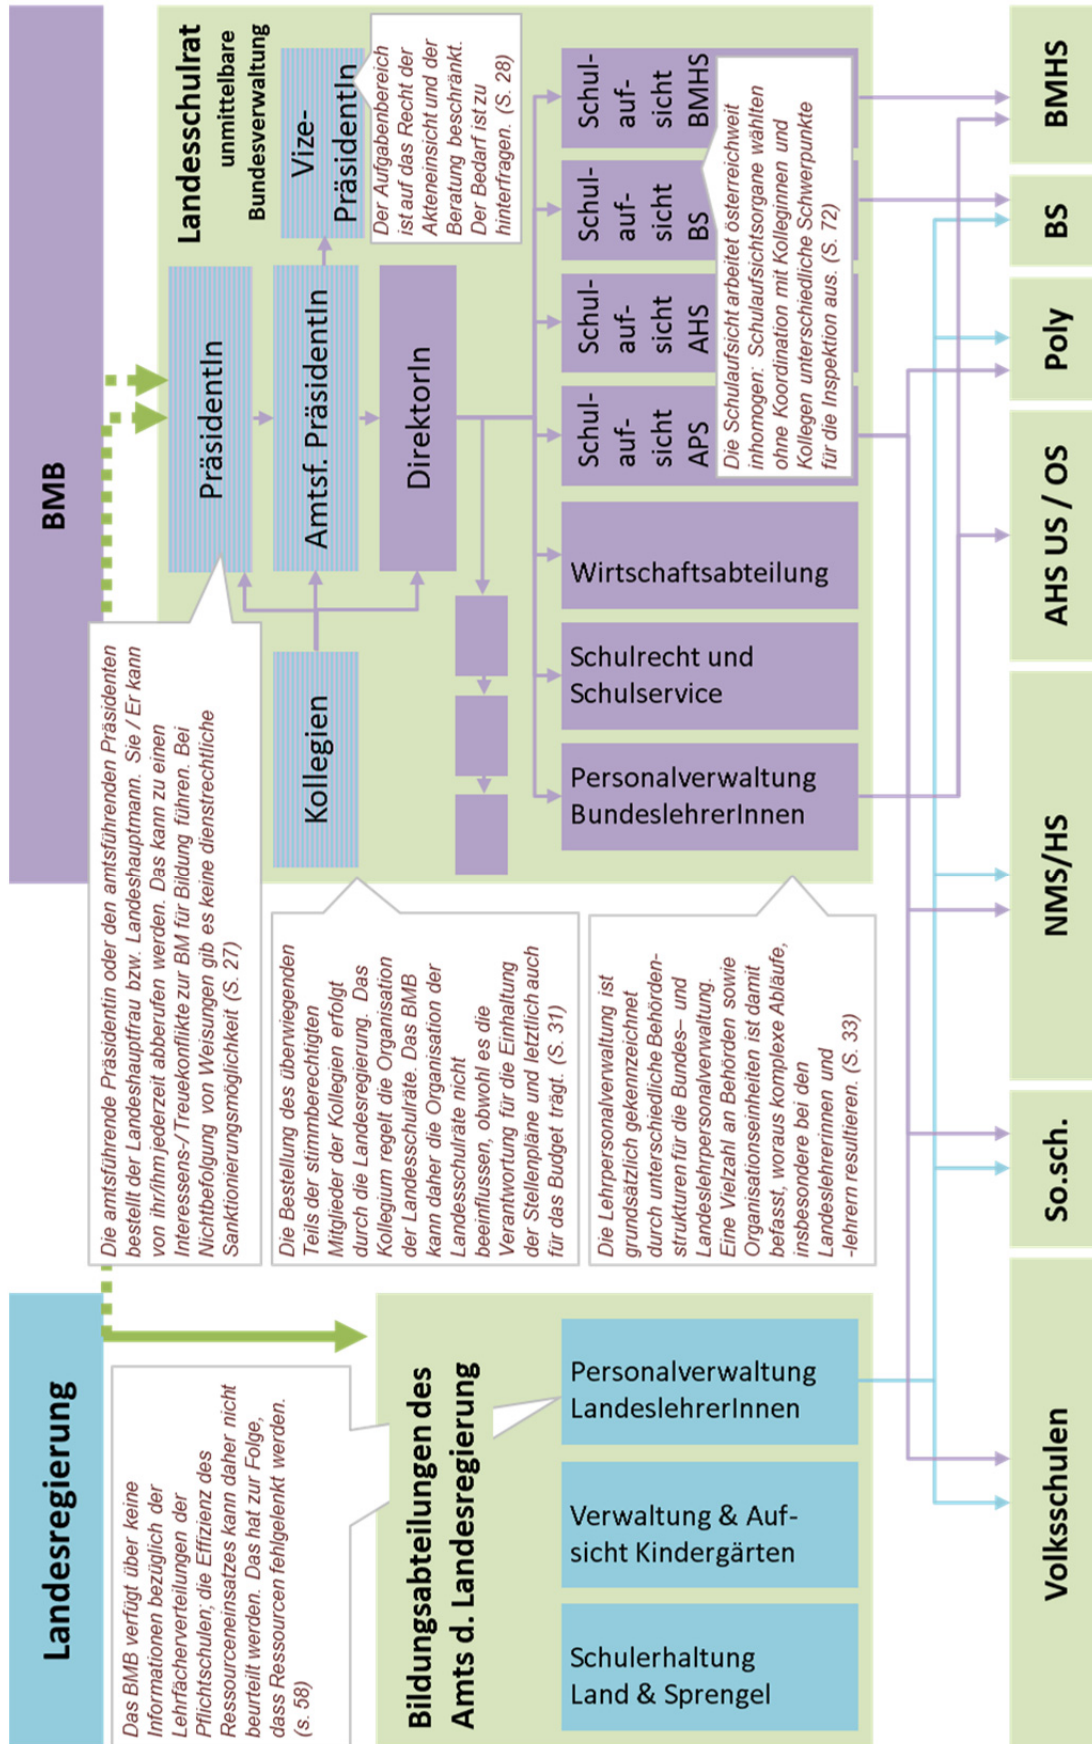 Landesregierung
BMB
Das BMB verfügt über keine
Informationen bezüglich der
Lehrfächerverteilungen der
Pflichtschulen; die Effizienz des
Ressourceneinsatzes kann daher nicht
beurteilt werden. Das hat zur Folge,
dass Ressourcen fehlgelenkt werden.
(s. 58)
Die amtsführende Präsidentin oder den amtsführenden Präsidenten
bestellt der Landeshauptfrau bzw. Landeshauptmann. Sie / Er kann
von ihr/ihm jederzeit abberufen werden. Das kann zu einen
Interessens-/Treuekonflikte zur BM für Bildung führen. Bei
Nichtbefolgung von Weisungen gib es keine dienstrechtliche
Sanktionierungsmöglichkeit (S. 27)
Landesschulrat
unmittelbare
Bundesverwaltung
PräsidentIn
Amtsf. PräsidentIn
Vize-
PräsidentIn
DirektorIn
Kollegien
Der Aufgabenbereich
ist auf das Recht der
Akteneinsicht und der
Beratung beschränkt.
Der Bedarf ist zu
hinterfragen. (S. 28)
Die Bestellung des überwiegenden
Teils der stimmberechtigten
Mitglieder der Kollegien erfolgt
durch die Landesregierung. Das
Kollegium regelt die Organisation
der Landesschulräte. Das BMB
kann daher die Organisation der
Landesschulräte nicht
beeinflussen, obwohl es die
Verantwortung für die Einhaltung
der Stellenpläne und letztlich auch
für das Budget trägt. (S. 31)
Bildungsabteilungen des
Amts d. Landesregierung
Schulerhaltung
Land & Sprengel
Verwaltung & Auf-
sicht Kindergärten
Personalverwaltung
LandeslehrerInnen
Die Lehrpersonalverwaltung ist
grundsätzlich gekennzeichnet
durch unterschiedliche Behörden-
strukturen für die Bundes– und
Landeslehrpersonalverwaltung.
Eine Vielzahl an Behörden sowie
Organisationseinheiten ist damit
befasst, woraus komplexe Abläufe,
insbesondere bei den
Landeslehrerinnen und
-lehrern resultieren. (S. 33)
Personalverwaltung
BundeslehrerInnen
Schulrecht und
Schulservice
Wirtschaftsabteilung
Schul-
auf-
sicht
APS
Schul-
auf-
sicht
AHS
Schul-
auf-
sicht
BS
Schul-
auf-
sicht
BMHS
Die Schulaufsicht arbeitet österreichweit
inhomogen: Schulaufsichtsorgane wählten
ohne Koordination mit Kolleginnen und
Kollegen unterschiedliche Schwerpunkte
für die Inspektion aus. (S. 72)
Volksschulen
So.sch.
NMS/HS
AHS US / OS
Poly
BS
BMHS